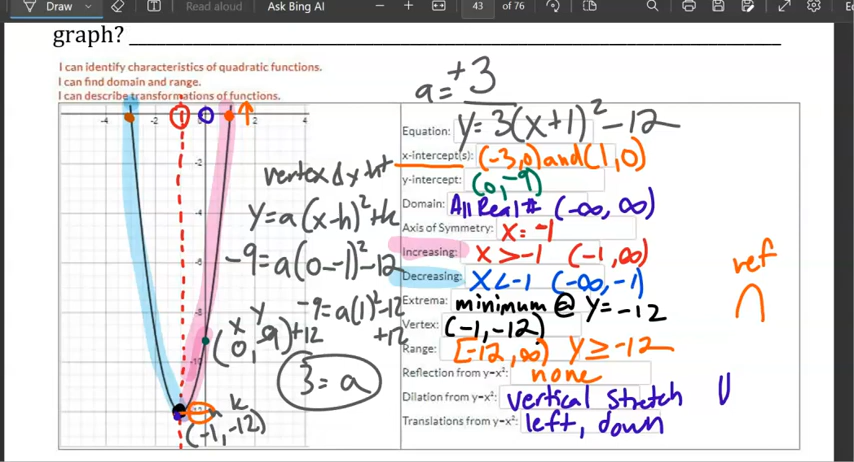 Draw
Read aloud
Ask Bing AI
43 of 76
graph?
I can identify characteristics of quadratic functions.
I can find domain and range.
I can describe transformations of functions.
-4 -2 0 2 4
-2
-4
-6
-8
vertex & y-int
y=a(x-h)²+k
-9=a(0--1)²-12
-9=a(1)²-12
+12 +12
3=a
x y
(0, -9)
h k
(-1, -12)
a= +3
Equation: y=3(x+1)²-12
x-intercept(s): (-3,0) and (1,0)
y-intercept: (0,-9)
Domain: All Real # (-∞, ∞)
Axis of Symmetry: x=-1
Increasing: x>-1 (-1,∞)
Decreasing: x<-1 (-∞,-1)
Extrema: minimum @ y=-12
Vertex: (-1,-12)
Range: [-12,∞) y≥-12
Reflection from y=x²: none
Dilation from y=x²: vertical stretch
Translations from y=x²: left, down
ref